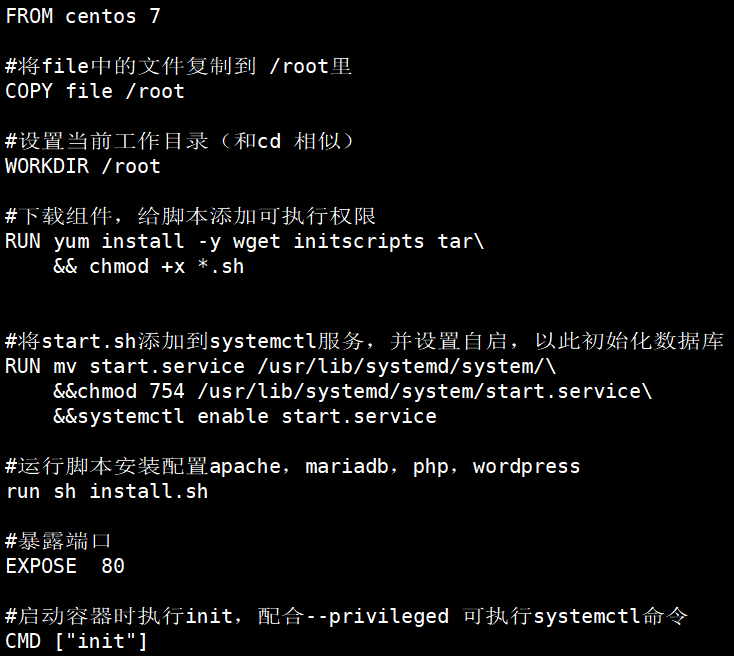 FROM centos 7
#将file中的文件复制到 /root里
COPY file /root
#设置当前工作目录（和cd 相似）
WORKDIR /root
#下载组件，给脚本添加可执行权限
RUN yum install -y wget initscripts tar\
    && chmod +x *.sh
#将start.sh添加到systemctl服务，并设置自启，以此初始化数据库
RUN mv start.service /usr/lib/systemd/system/\
    &&chmod 754 /usr/lib/systemd/system/start.service\
    &&systemctl enable start.service
#运行脚本安装配置apache，mariadb，php，wordpress
run sh install.sh
#暴露端口
EXPOSE  80
#启动容器时执行init，配合--privileged 可执行systemctl命令
CMD ["init"]